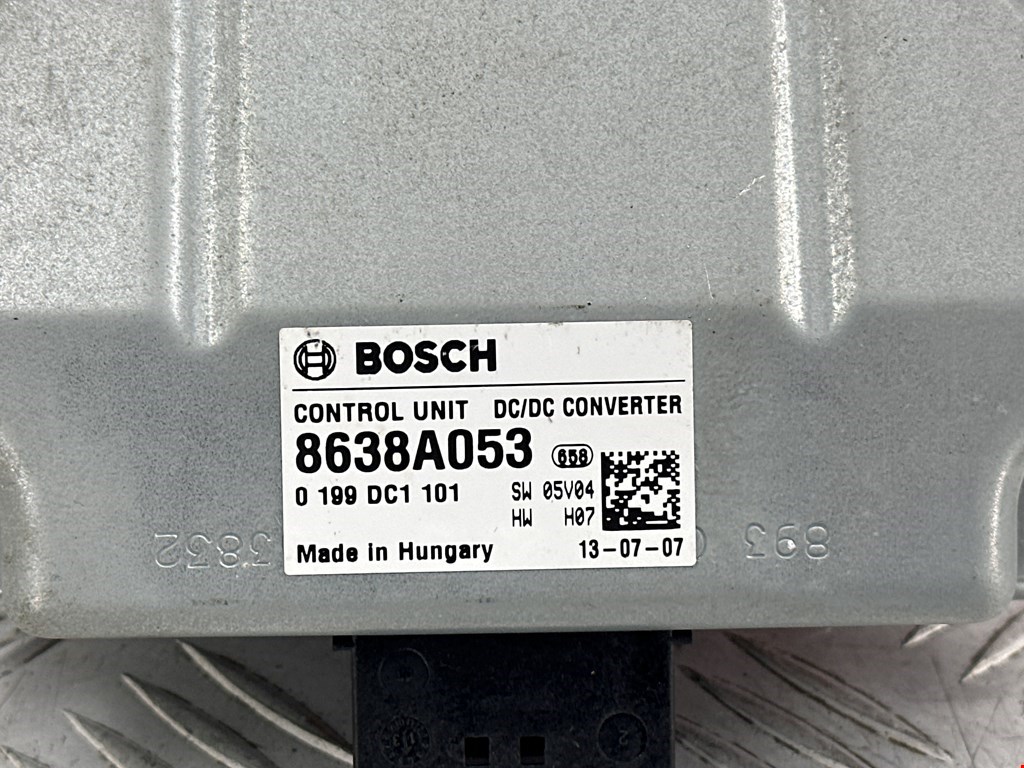 BOSCH
CONTROL UNIT DC/DC CONVERTER
8638A053 658
0 199 DC1 101 SW 05V04
HW H07
Made in Hungary 13-07-07